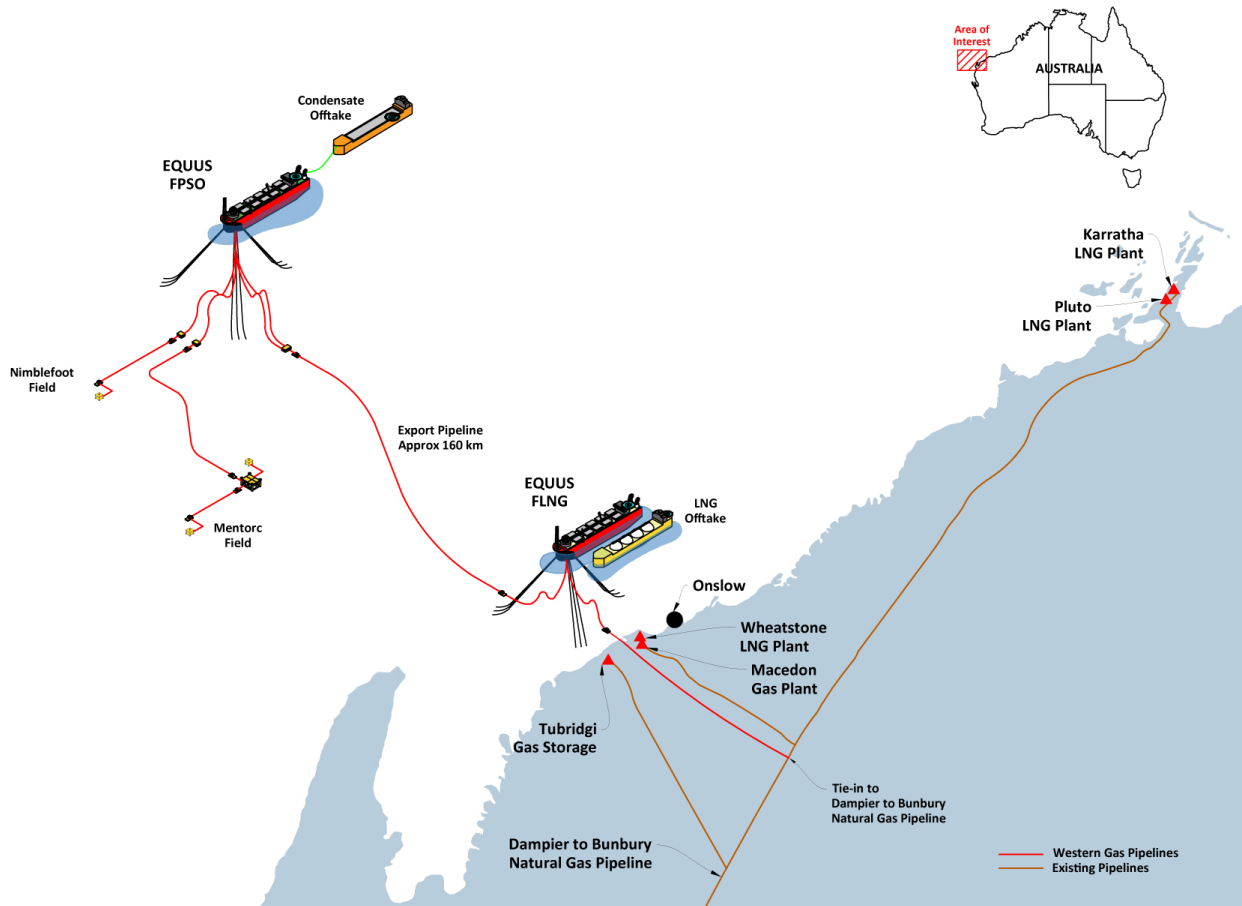 Area of
Interest
AUSTRALIA
Condensate
Offtake
EQUUS
FPSO
Karratha
LNG Plant
Pluto
LNG Plant
Nimblefoot
Field
Export Pipeline
Approx 160 km
EQUUS
FLNG
LNG
Offtake
Mentorc
Field
Onslow
Wheatstone
LNG Plant
Macedon
Gas Plant
Tubridgi
Gas Storage
Tie-in to
Dampier to Bunbury
Natural Gas Pipeline
Dampier to Bunbury
Natural Gas Pipeline
Western Gas Pipelines
Existing Pipelines